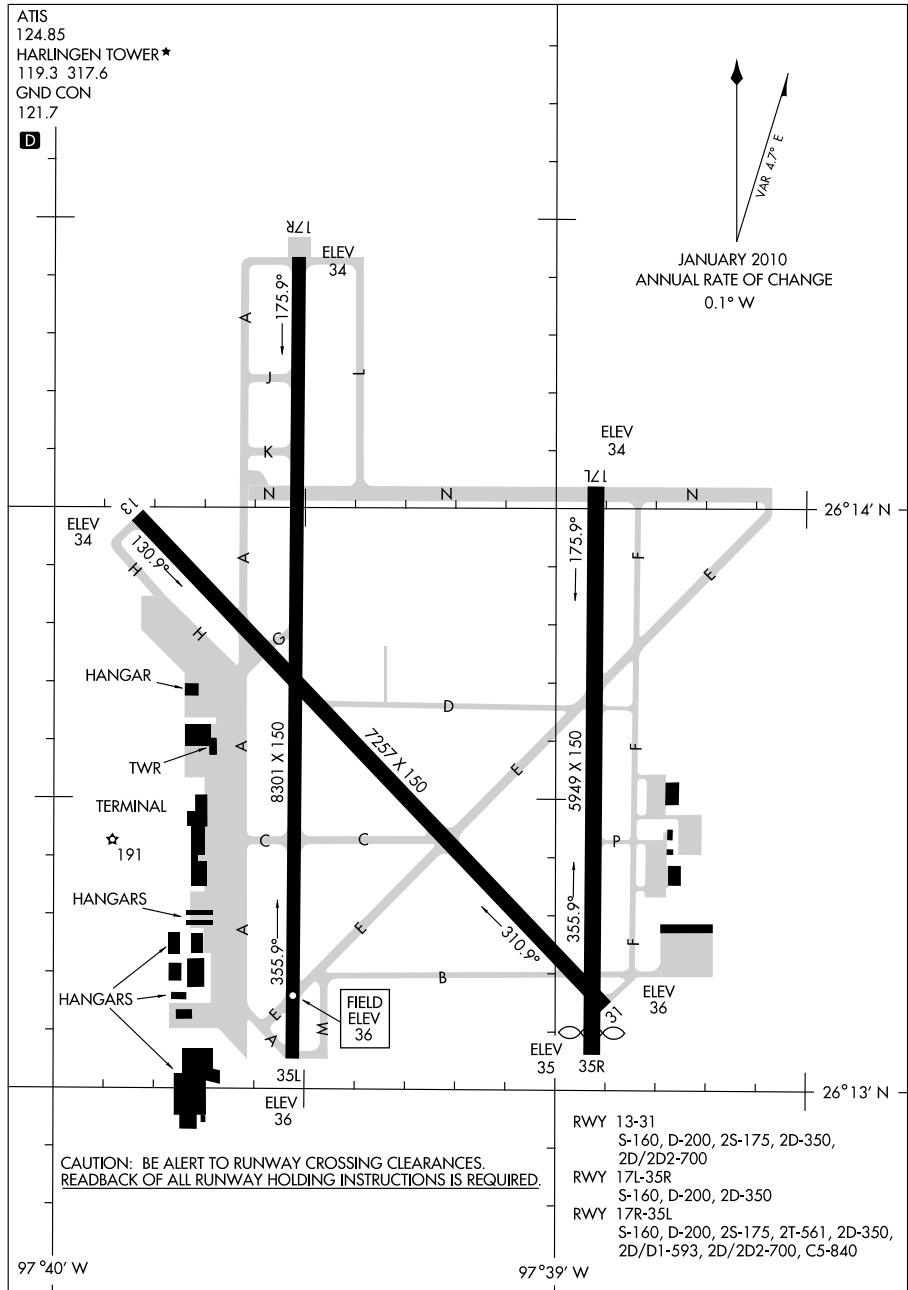 ATIS
124.85
HARLINGEN TOWER★
119.3 317.6
GND CON
121.7
D
VAR 4.7° E
JANUARY 2010
ANNUAL RATE OF CHANGE
0.1° W
17R
ELEV
34
175.9°
A
J
L
K
N
N
N
ELEV
34
17L
26°14' N
13
ELEV
34
130.9°
H
H
A
G
175.9°
F
E
HANGAR
TWR
A
D
8301 X 150
7257 X 150
5949 X 150
E
F
TERMINAL
191
C
C
P
HANGARS
A
355.9°
E
310.9°
355.9°
F
HANGARS
B
E
A
M
FIELD
ELEV
36
31
ELEV
36
ELEV
35
35R
35L
ELEV
36
26°13' N
RWY 13-31
S-160, D-200, 2S-175, 2D-350,
2D/2D2-700
RWY 17L-35R
S-160, D-200, 2D-350
RWY 17R-35L
S-160, D-200, 2S-175, 2T-561, 2D-350,
2D/D1-593, 2D/2D2-700, C5-840
CAUTION: BE ALERT TO RUNWAY CROSSING CLEARANCES.
READBACK OF ALL RUNWAY HOLDING INSTRUCTIONS IS REQUIRED.
97°40' W
97°39' W